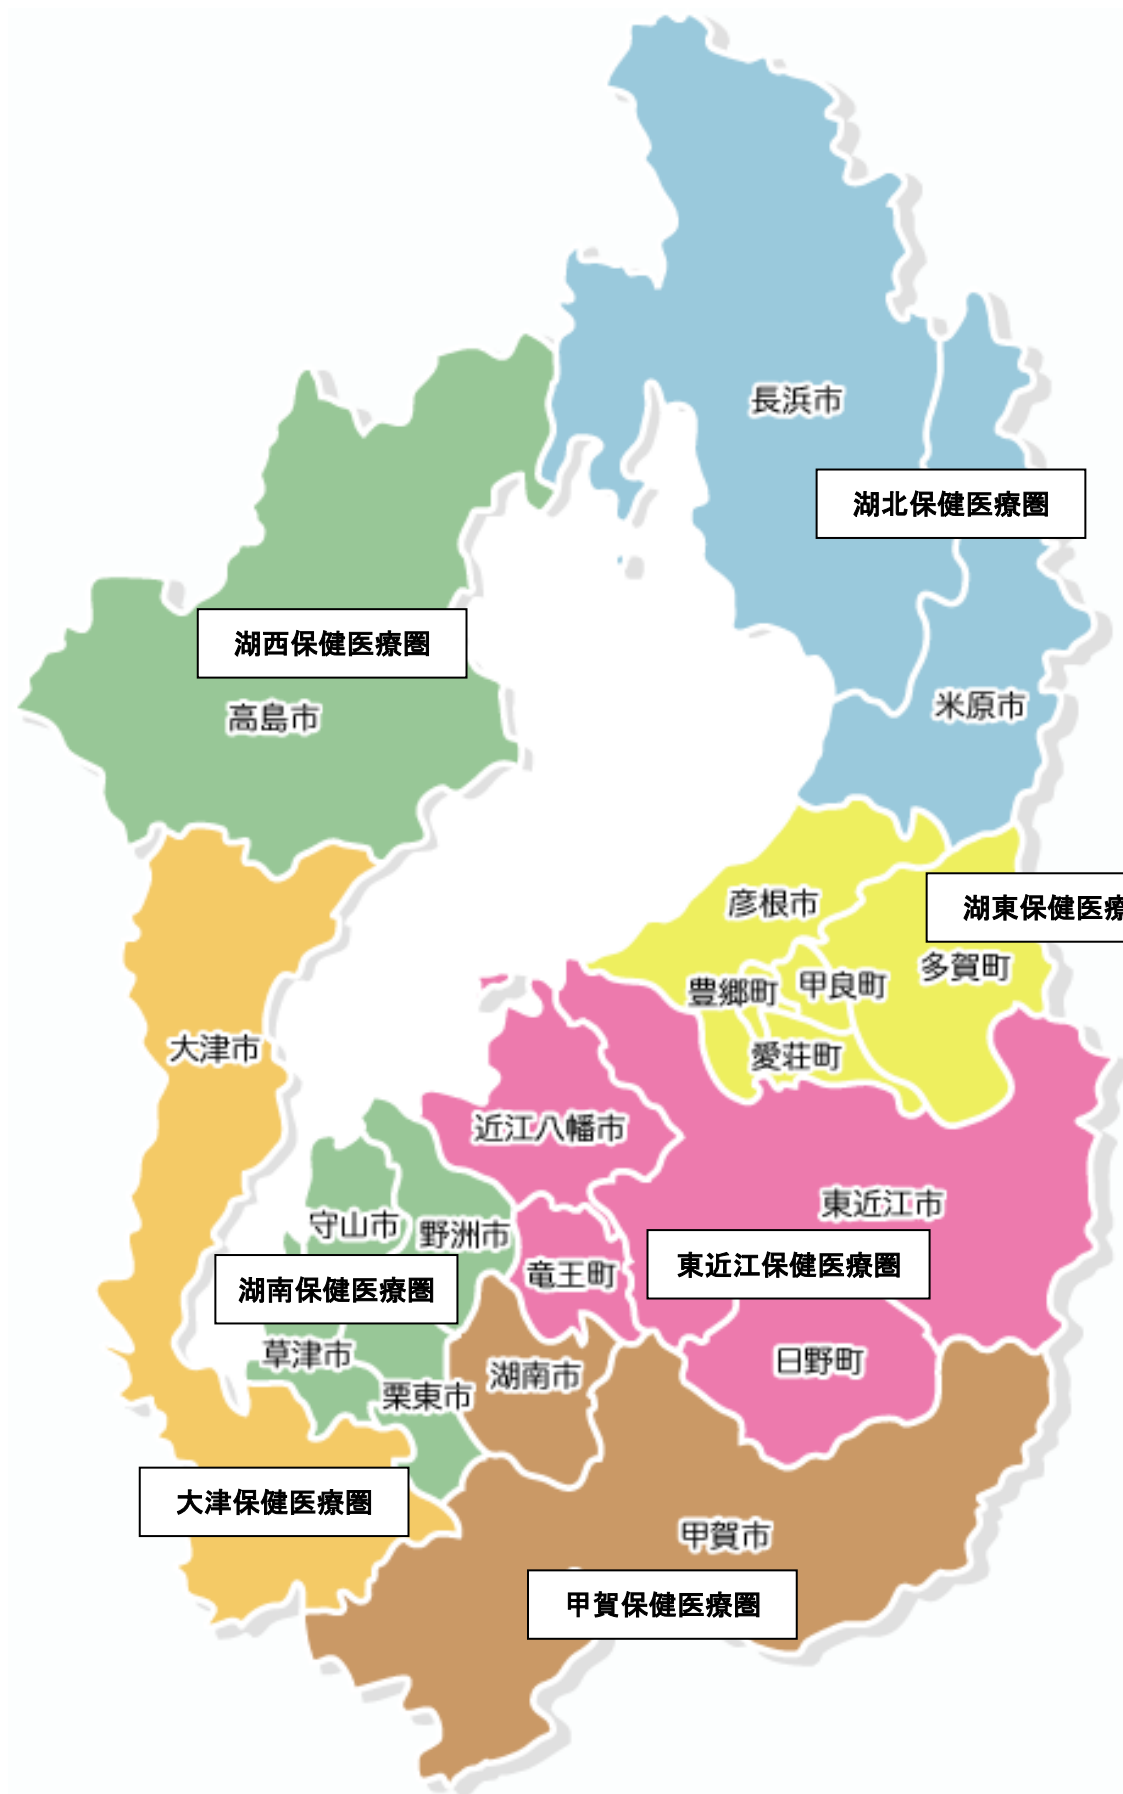 長浜市
湖北保健医療圏
湖西保健医療圏
高島市
米原市
彦根市
湖東保健医療
多賀町
豊郷町
甲良町
大津市
愛荘町
近江八幡市
東近江市
守山市
野洲市
東近江保健医療圏
竜王町
湖南保健医療圏
草津市
日野町
湖南市
栗東市
大津保健医療圏
甲賀市
甲賀保健医療圏